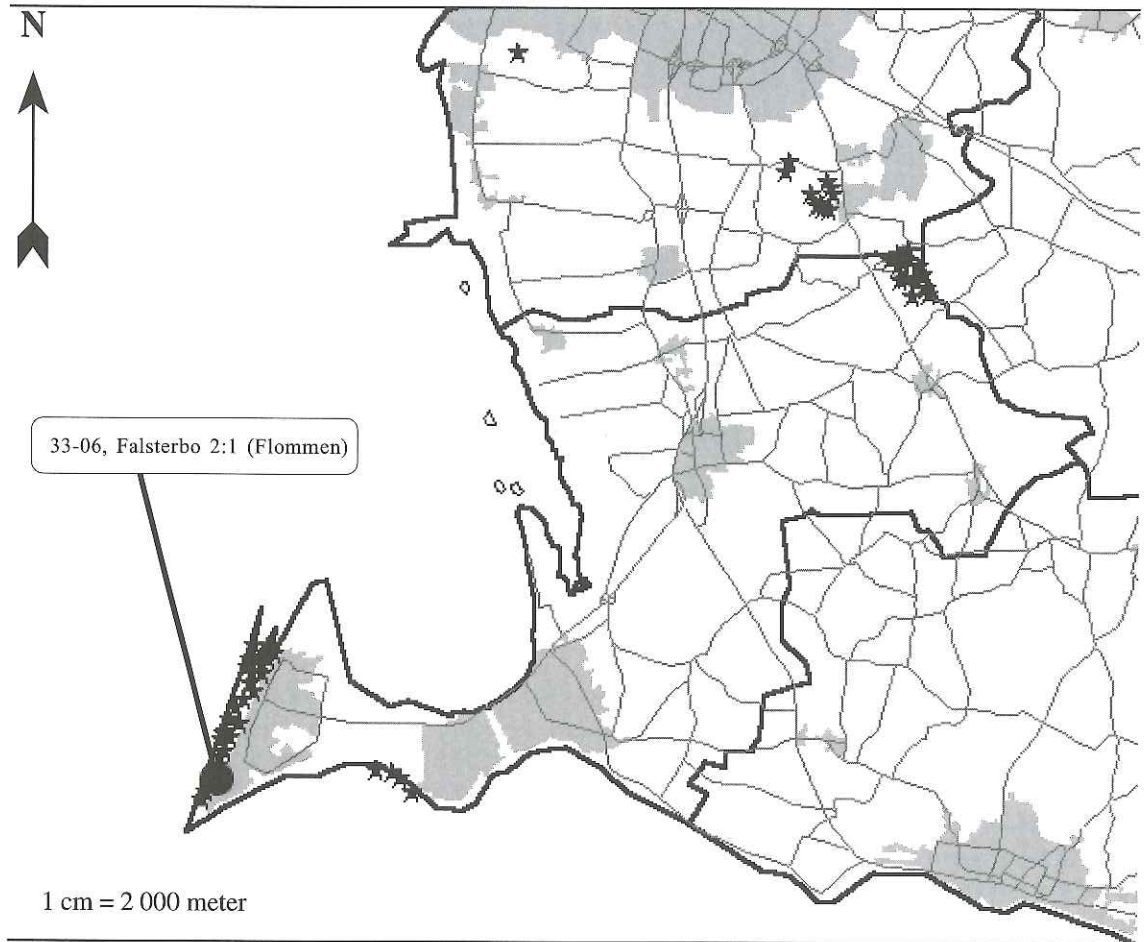 N
33-06, Falsterbo 2:1 (Flommen)
1 cm = 2 000 meter